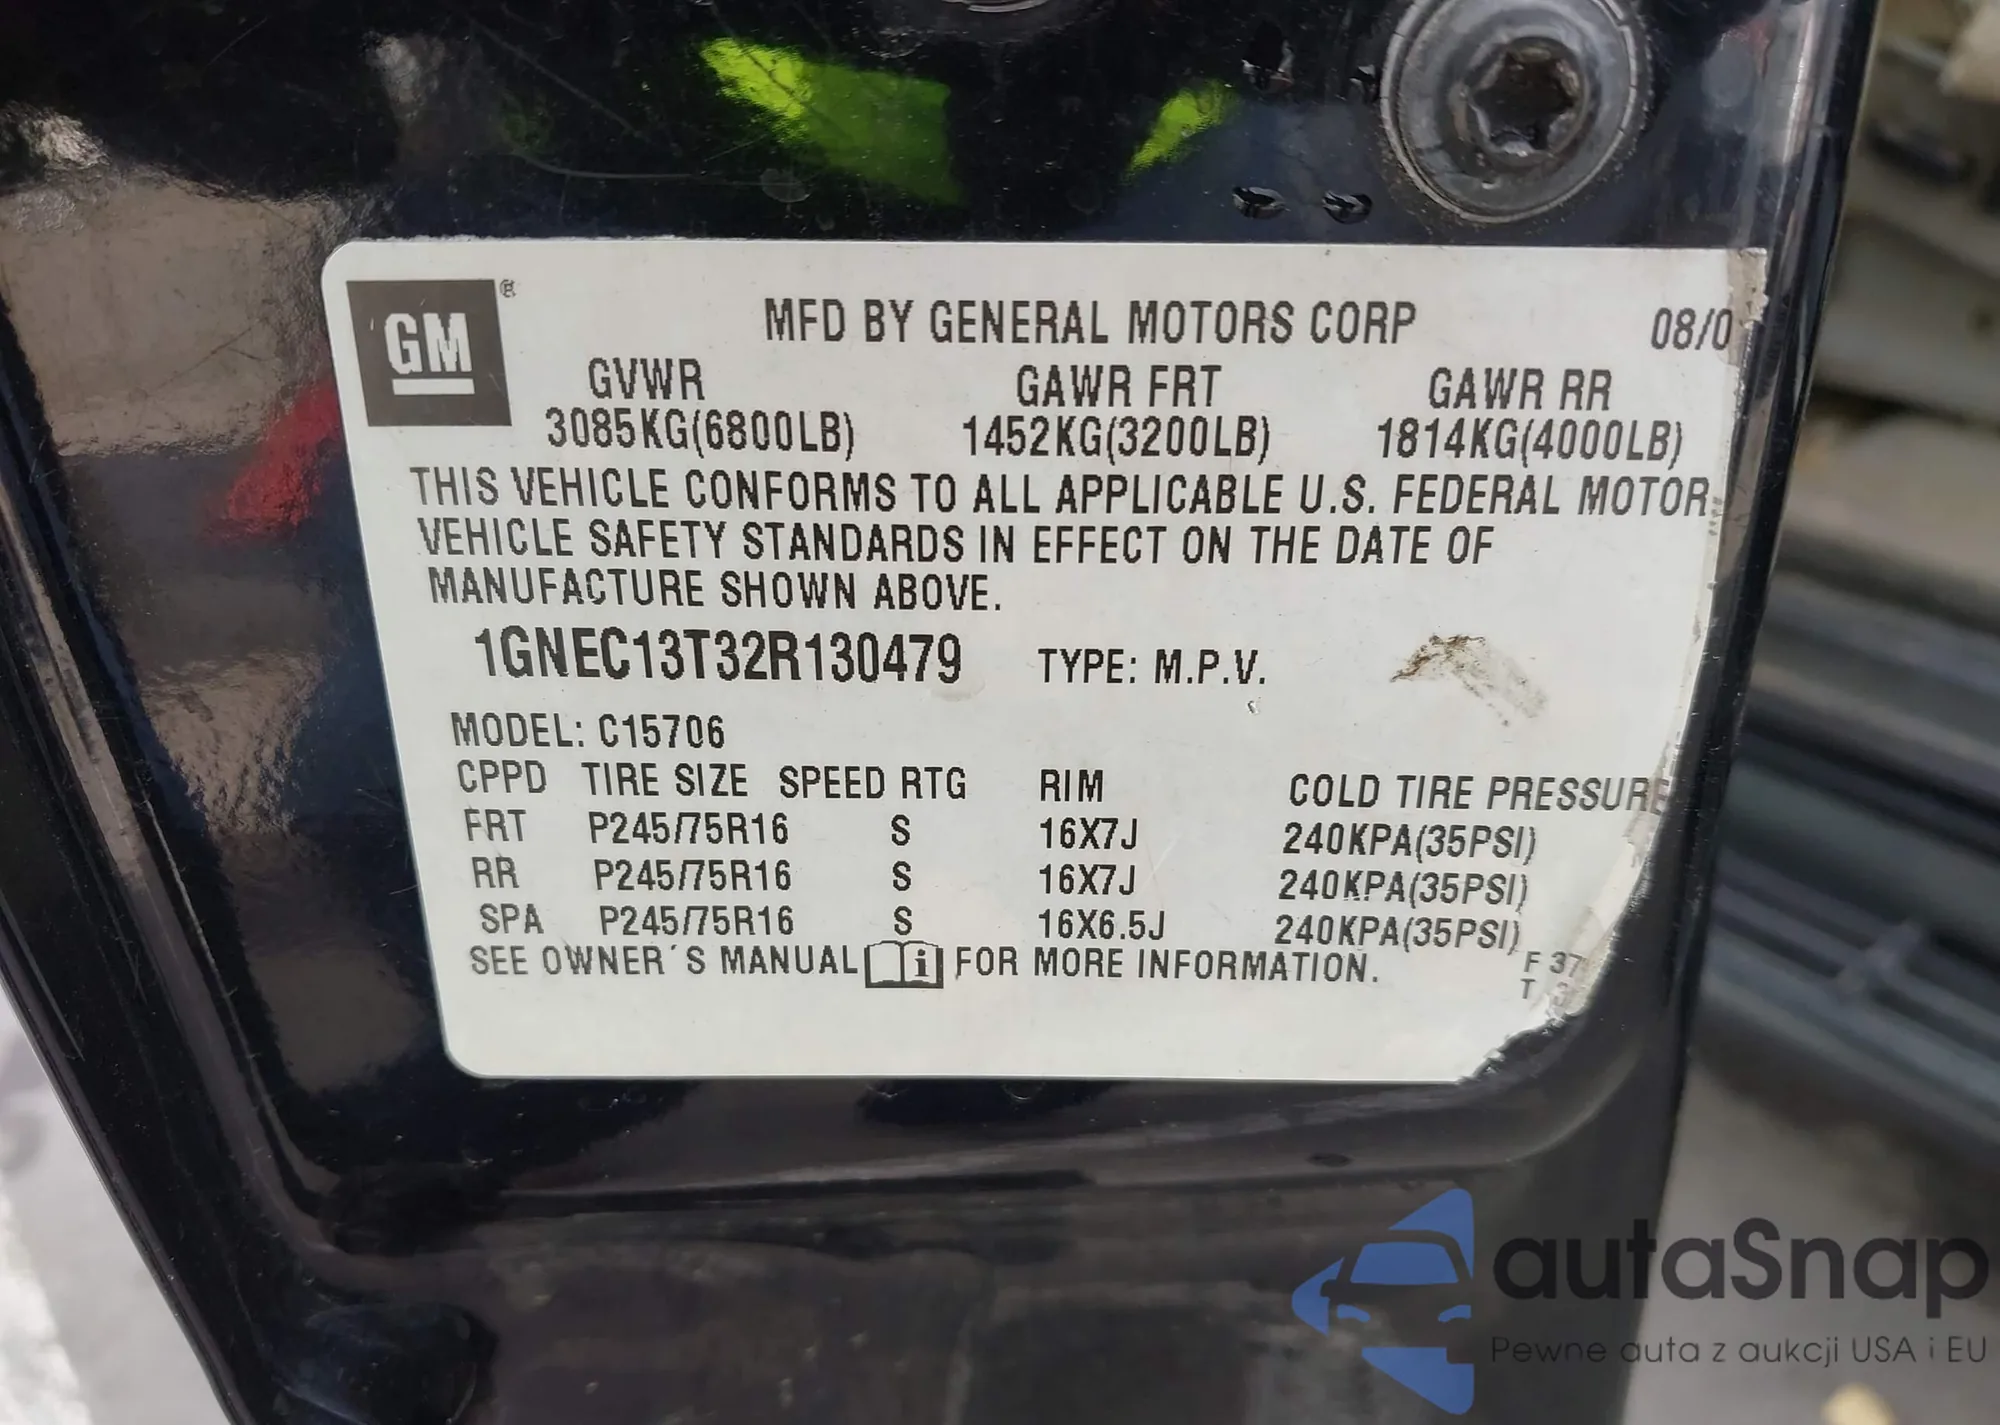 GM ®
MFD BY GENERAL MOTORS CORP 08/0
GVWR GAWR FRT GAWR RR
3085KG(6800LB) 1452KG(3200LB) 1814KG(4000LB)
THIS VEHICLE CONFORMS TO ALL APPLICABLE U.S. FEDERAL MOTOR
VEHICLE SAFETY STANDARDS IN EFFECT ON THE DATE OF
MANUFACTURE SHOWN ABOVE.
1GNEC13T32R130479 TYPE: M.P.V.
MODEL: C15706
CPPD TIRE SIZE SPEED RTG RIM COLD TIRE PRESSURE
FRT P245/75R16 S 16X7J 240KPA(35PSI)
RR P245/75R16 S 16X7J 240KPA(35PSI)
SPA P245/75R16 S 16X6.5J 240KPA(35PSI)
SEE OWNER´S MANUAL i FOR MORE INFORMATION.
F 37
T
autaSnap
Pewne auta z aukcji USA i EU